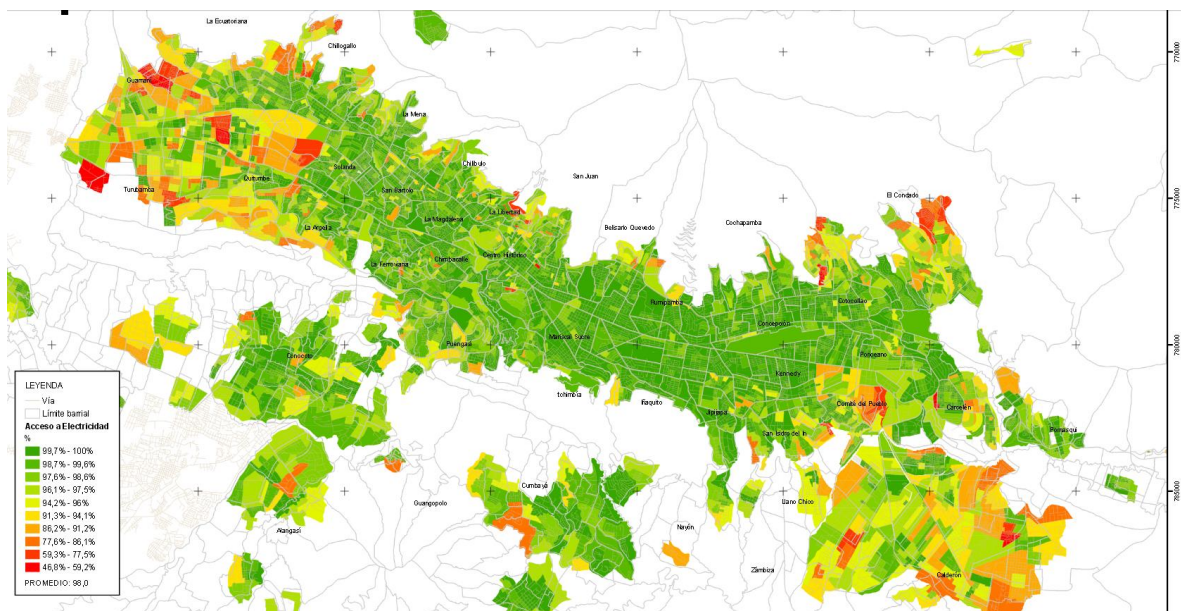 La Ecuatoriana
Chillogallo
Guamaní
La Mena
Chilibulo
San Juan
Solanda
Quitumbe
Turubamba
San Bartolo
La Libertad
El Condado
La Magdalena
Belisario Quevedo
Cochapamba
La Argelia
La Ferroviaria
Chimbacalle
Centro Histórico
Rumipamba
Cotocollao
Concepción
Puengasí
Mariscal Sucre
Conocoto
Ponceano
Kennedy
Itchimbía
Iñaquito
Jipijapa
Comité del Pueblo
Carcelén
San Isidro del In
Pomasqui
Cumbayá
Llano Chico
Guangopolo
Alangasí
Nayón
Zámbiza
Calderón
770000
775000
780000
785000
LEYENDA
Vía
Límite barrial
Acceso a Electricidad
%
99,7% - 100%
98,7% - 99,6%
97,6% - 98,6%
96,1% - 97,5%
94,2% - 96%
91,3% - 94,1%
86,2% - 91,2%
77,6% - 86,1%
59,3% - 77,5%
46,8% - 59,2%
PROMEDIO: 98,0